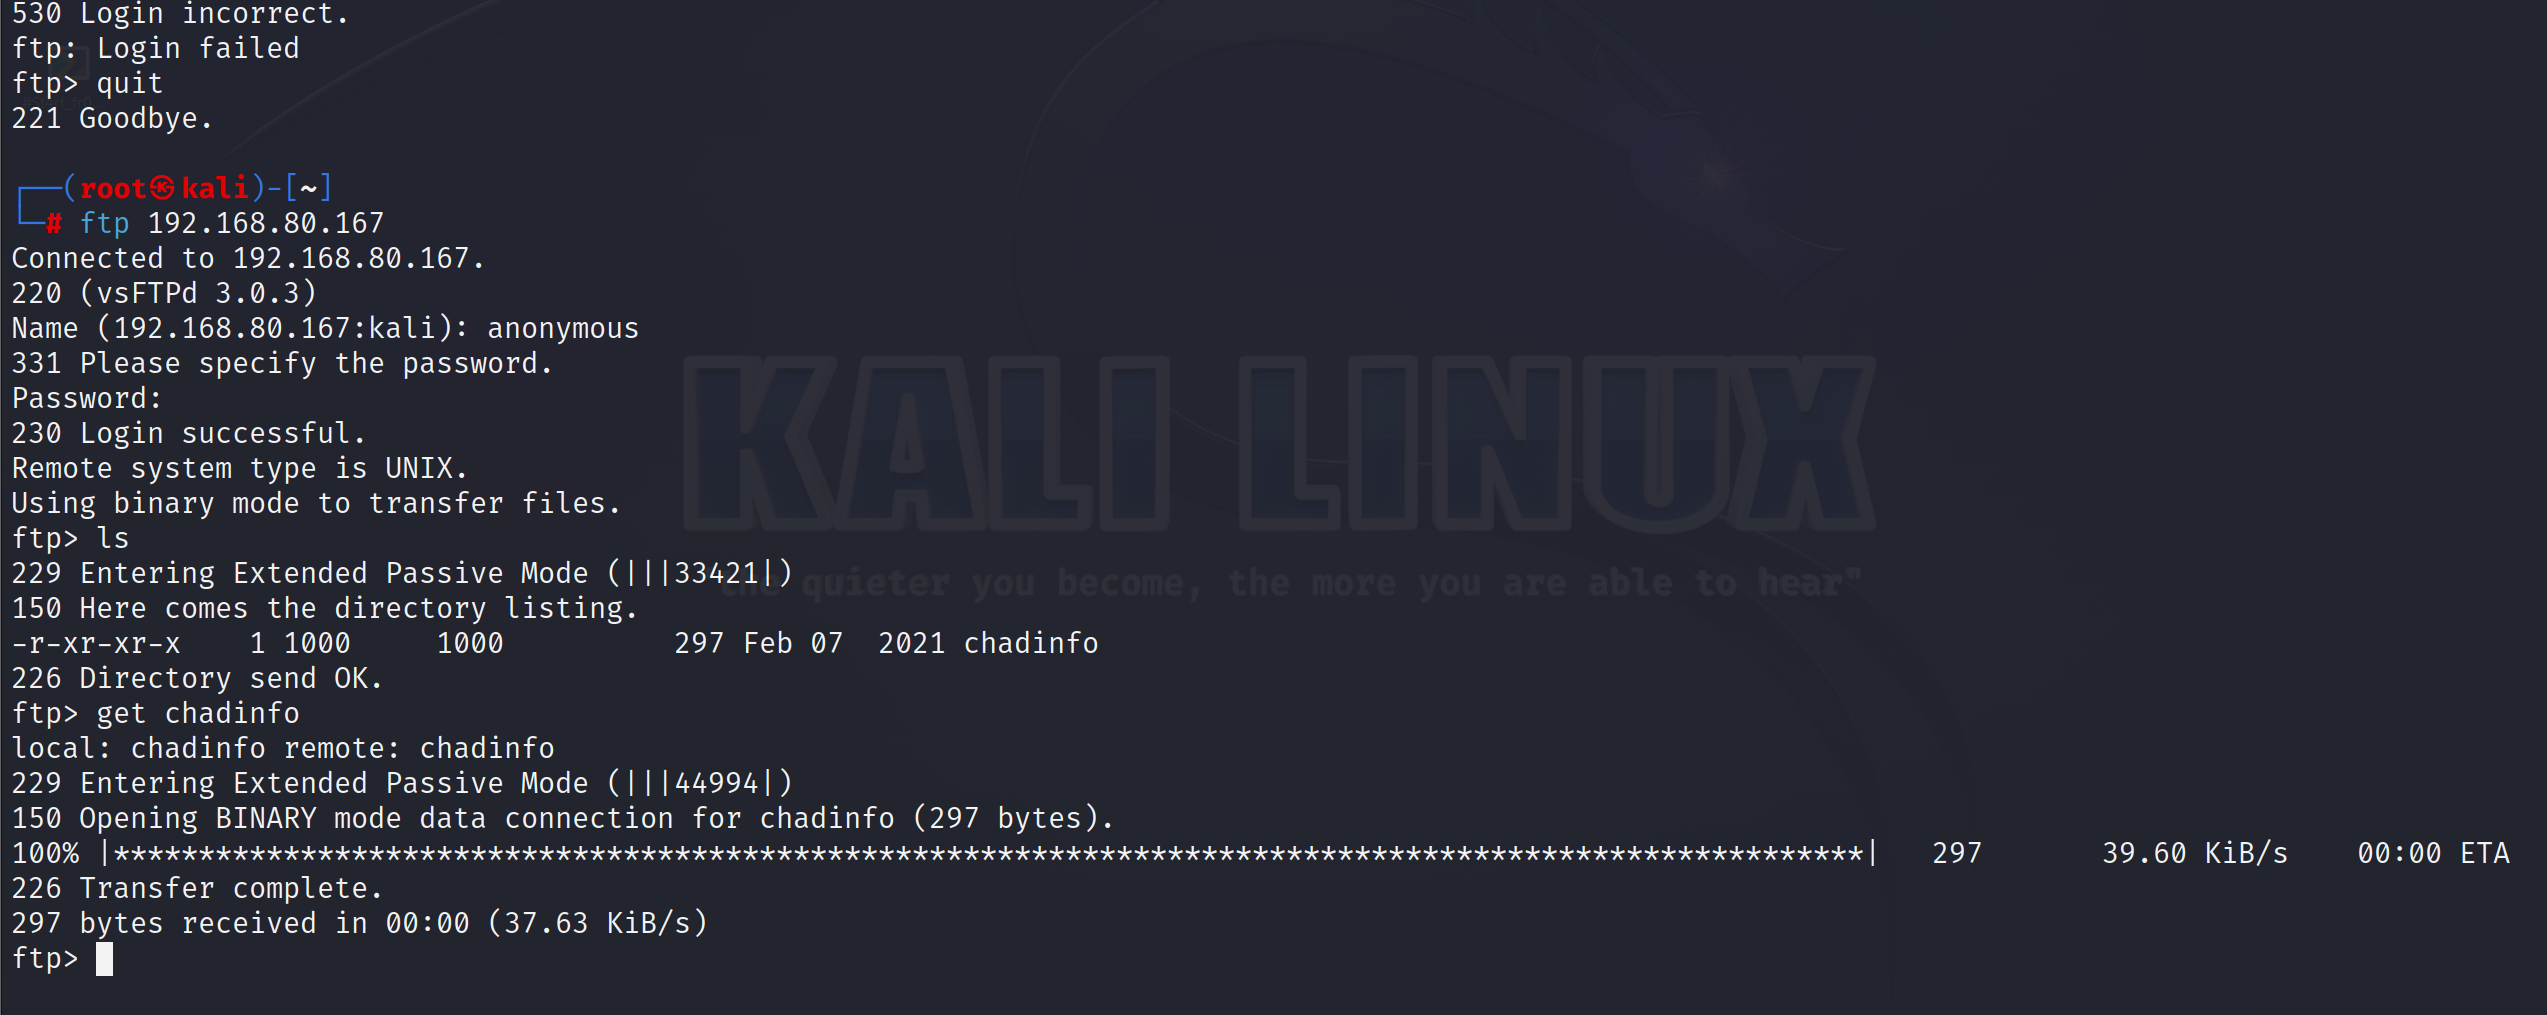 530 Login incorrect.
ftp: Login failed
ftp> quit
221 Goodbye.
┌──(root㉿kali)-[~]
└─# ftp 192.168.80.167
Connected to 192.168.80.167.
220 (vsFTPd 3.0.3)
Name (192.168.80.167:kali): anonymous
331 Please specify the password.
Password:
230 Login successful.
Remote system type is UNIX.
Using binary mode to transfer files.
ftp> ls
229 Entering Extended Passive Mode (|||33421|)
150 Here comes the directory listing.
-r-xr-xr-x    1 1000     1000          297 Feb 07  2021 chadinfo
226 Directory send OK.
ftp> get chadinfo
local: chadinfo remote: chadinfo
229 Entering Extended Passive Mode (|||44994|)
150 Opening BINARY mode data connection for chadinfo (297 bytes).
100% |*******************************************************************************************************|   297       39.60 KiB/s    00:00 ETA
226 Transfer complete.
297 bytes received in 00:00 (37.63 KiB/s)
ftp>
KALI LINUX
the quieter you become, the more you are able to hear"